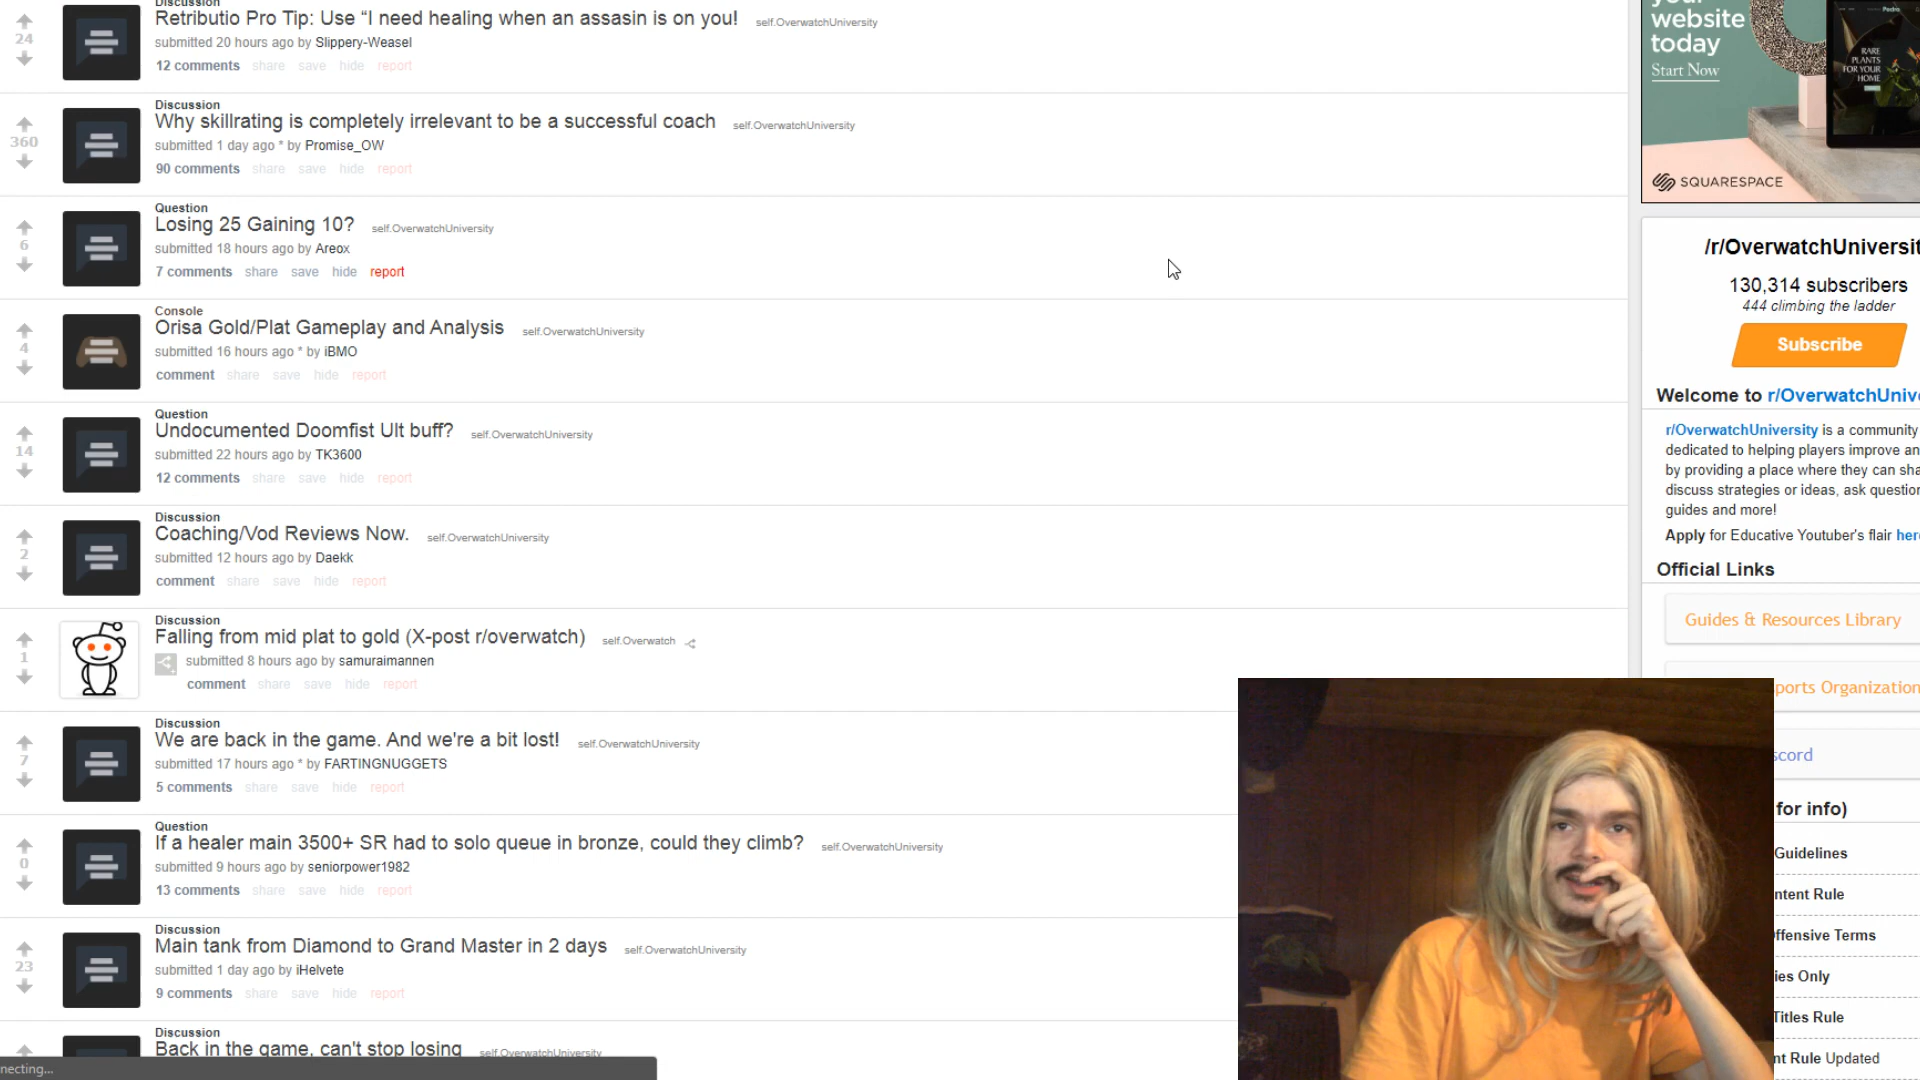 Discussion
Retributio Pro Tip: Use “I need healing when an assasin is on you! self.OverwatchUniversity
24
submitted 20 hours ago by Slippery-Weasel
12 comments share save hide report
Discussion
Why skillrating is completely irrelevant to be a successful coach self.OverwatchUniversity
360
submitted 1 day ago * by Promise_OW
90 comments share save hide report
Question
Losing 25 Gaining 10? self.OverwatchUniversity
6
submitted 18 hours ago by Areox
7 comments share save hide report
Console
Orisa Gold/Plat Gameplay and Analysis self.OverwatchUniversity
4
submitted 16 hours ago * by iBMO
comment share save hide report
Question
Undocumented Doomfist Ult buff? self.OverwatchUniversity
14
submitted 22 hours ago by TK3600
12 comments share save hide report
Discussion
Coaching/Vod Reviews Now. self.OverwatchUniversity
2
submitted 12 hours ago by Daekk
comment share save hide report
Discussion
Falling from mid plat to gold (X-post r/overwatch) self.Overwatch
1
submitted 8 hours ago by samuraimannen
comment share save hide report
Discussion
We are back in the game. And we're a bit lost! self.OverwatchUniversity
7
submitted 17 hours ago * by FARTINGNUGGETS
5 comments share save hide report
Question
If a healer main 3500+ SR had to solo queue in bronze, could they climb? self.OverwatchUniversity
0
submitted 9 hours ago by seniorpower1982
13 comments share save hide report
Discussion
Main tank from Diamond to Grand Master in 2 days self.OverwatchUniversity
23
submitted 1 day ago by iHelvete
9 comments share save hide report
Discussion
Back in the game, can't stop losing self.OverwatchUniversity
necting...
your
website
today
Start Now
RARE
PLANTS
FOR YOUR
HOME
SQUARESPACE
/r/OverwatchUniversit
130,314 subscribers
444 climbing the ladder
Subscribe
Welcome to r/OverwatchUnive
r/OverwatchUniversity is a community
dedicated to helping players improve an
by providing a place where they can sha
discuss strategies or ideas, ask question
guides and more!
Apply for Educative Youtuber's flair here
Official Links
Guides & Resources Library
ports Organization
scord
for info)
Guidelines
ntent Rule
ffensive Terms
ies Only
Titles Rule
nt Rule Updated